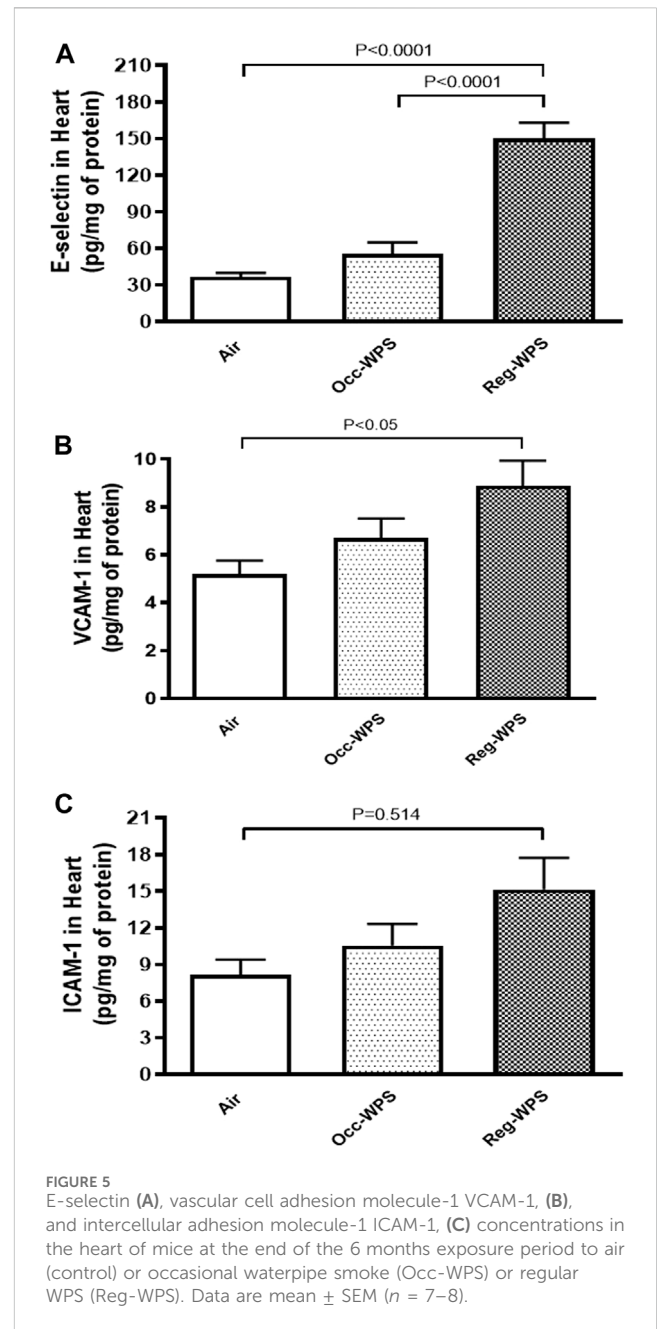 A
P<0.0001
P<0.0001
E-selectin in Heart
(pg/mg of protein)
210
180
150
120
90
60
30
0
Air
Occ-WPS
Reg-WPS
B
P<0.05
VCAM-1 in Heart
(pg/mg of protein)
10
8
6
4
2
0
Air
Occ-WPS
Reg-WPS
C
P=0.514
ICAM-1 in Heart
(pg/mg of protein)
21
18
15
12
9
6
3
0
Air
Occ-WPS
Reg-WPS
FIGURE 5
E-selectin (A), vascular cell adhesion molecule-1 VCAM-1, (B),
and intercellular adhesion molecule-1 ICAM-1, (C) concentrations in
the heart of mice at the end of the 6 months exposure period to air
(control) or occasional waterpipe smoke (Occ-WPS) or regular
WPS (Reg-WPS). Data are mean ± SEM (n = 7–8).